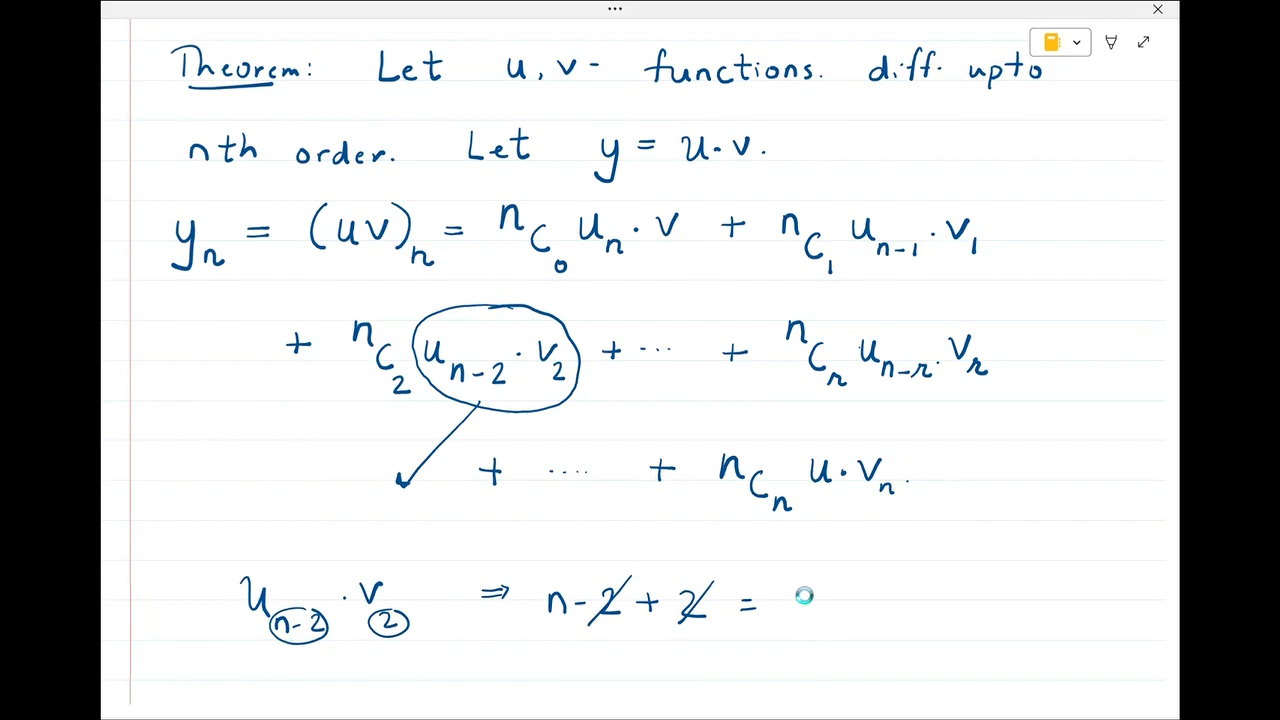 Theorem: Let u, v - functions. diff. upto
nth order. Let y = u·v.
yₙ = (uv)ₙ = ⁿC₀ uₙ·v + ⁿC₁ uₙ₋₁·v₁
+ ⁿC₂ uₙ₋₂·v₂ + ... + ⁿCᵣ uₙ₋ᵣ·vᵣ
+ .... + ⁿCₙ u·vₙ.
uₙ₋₂·v₂ ⇒ n-2+2 =